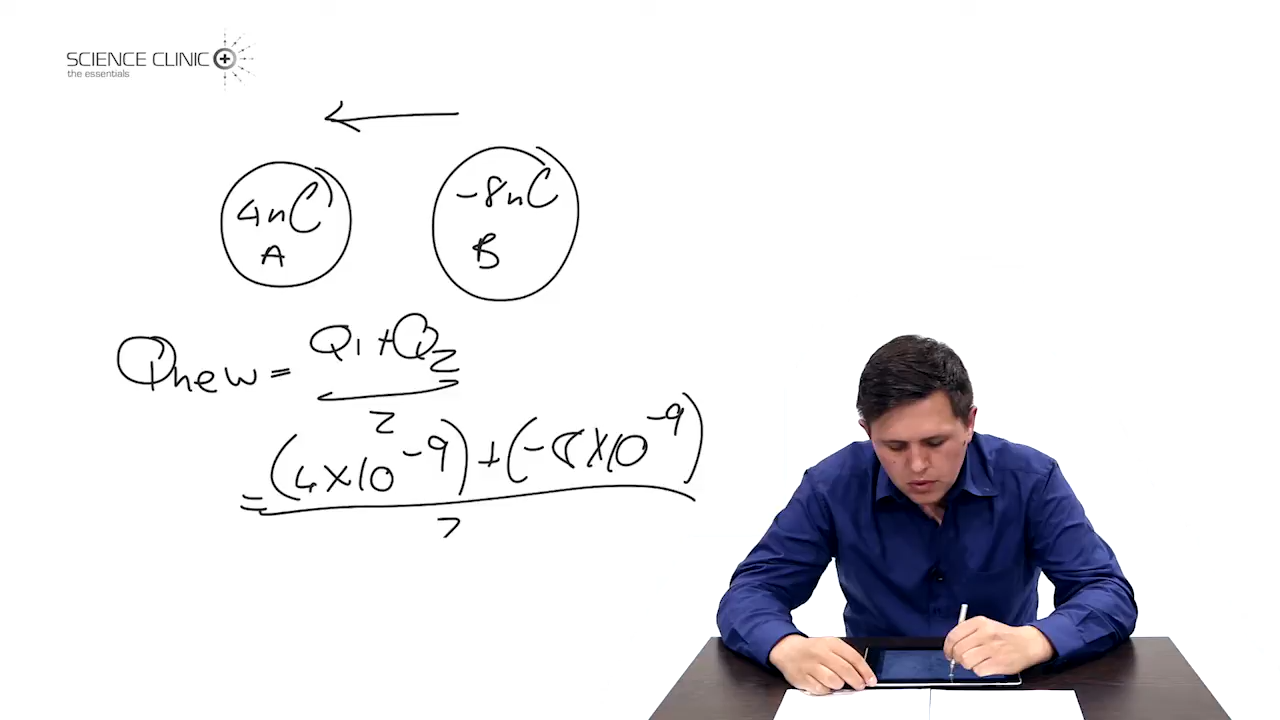 SCIENCE CLINIC
the essentials
4nC
A
-8nC
B
Qnew = Q1+Q2
2
= (4×10^-9) + (-8×10^-9)
2